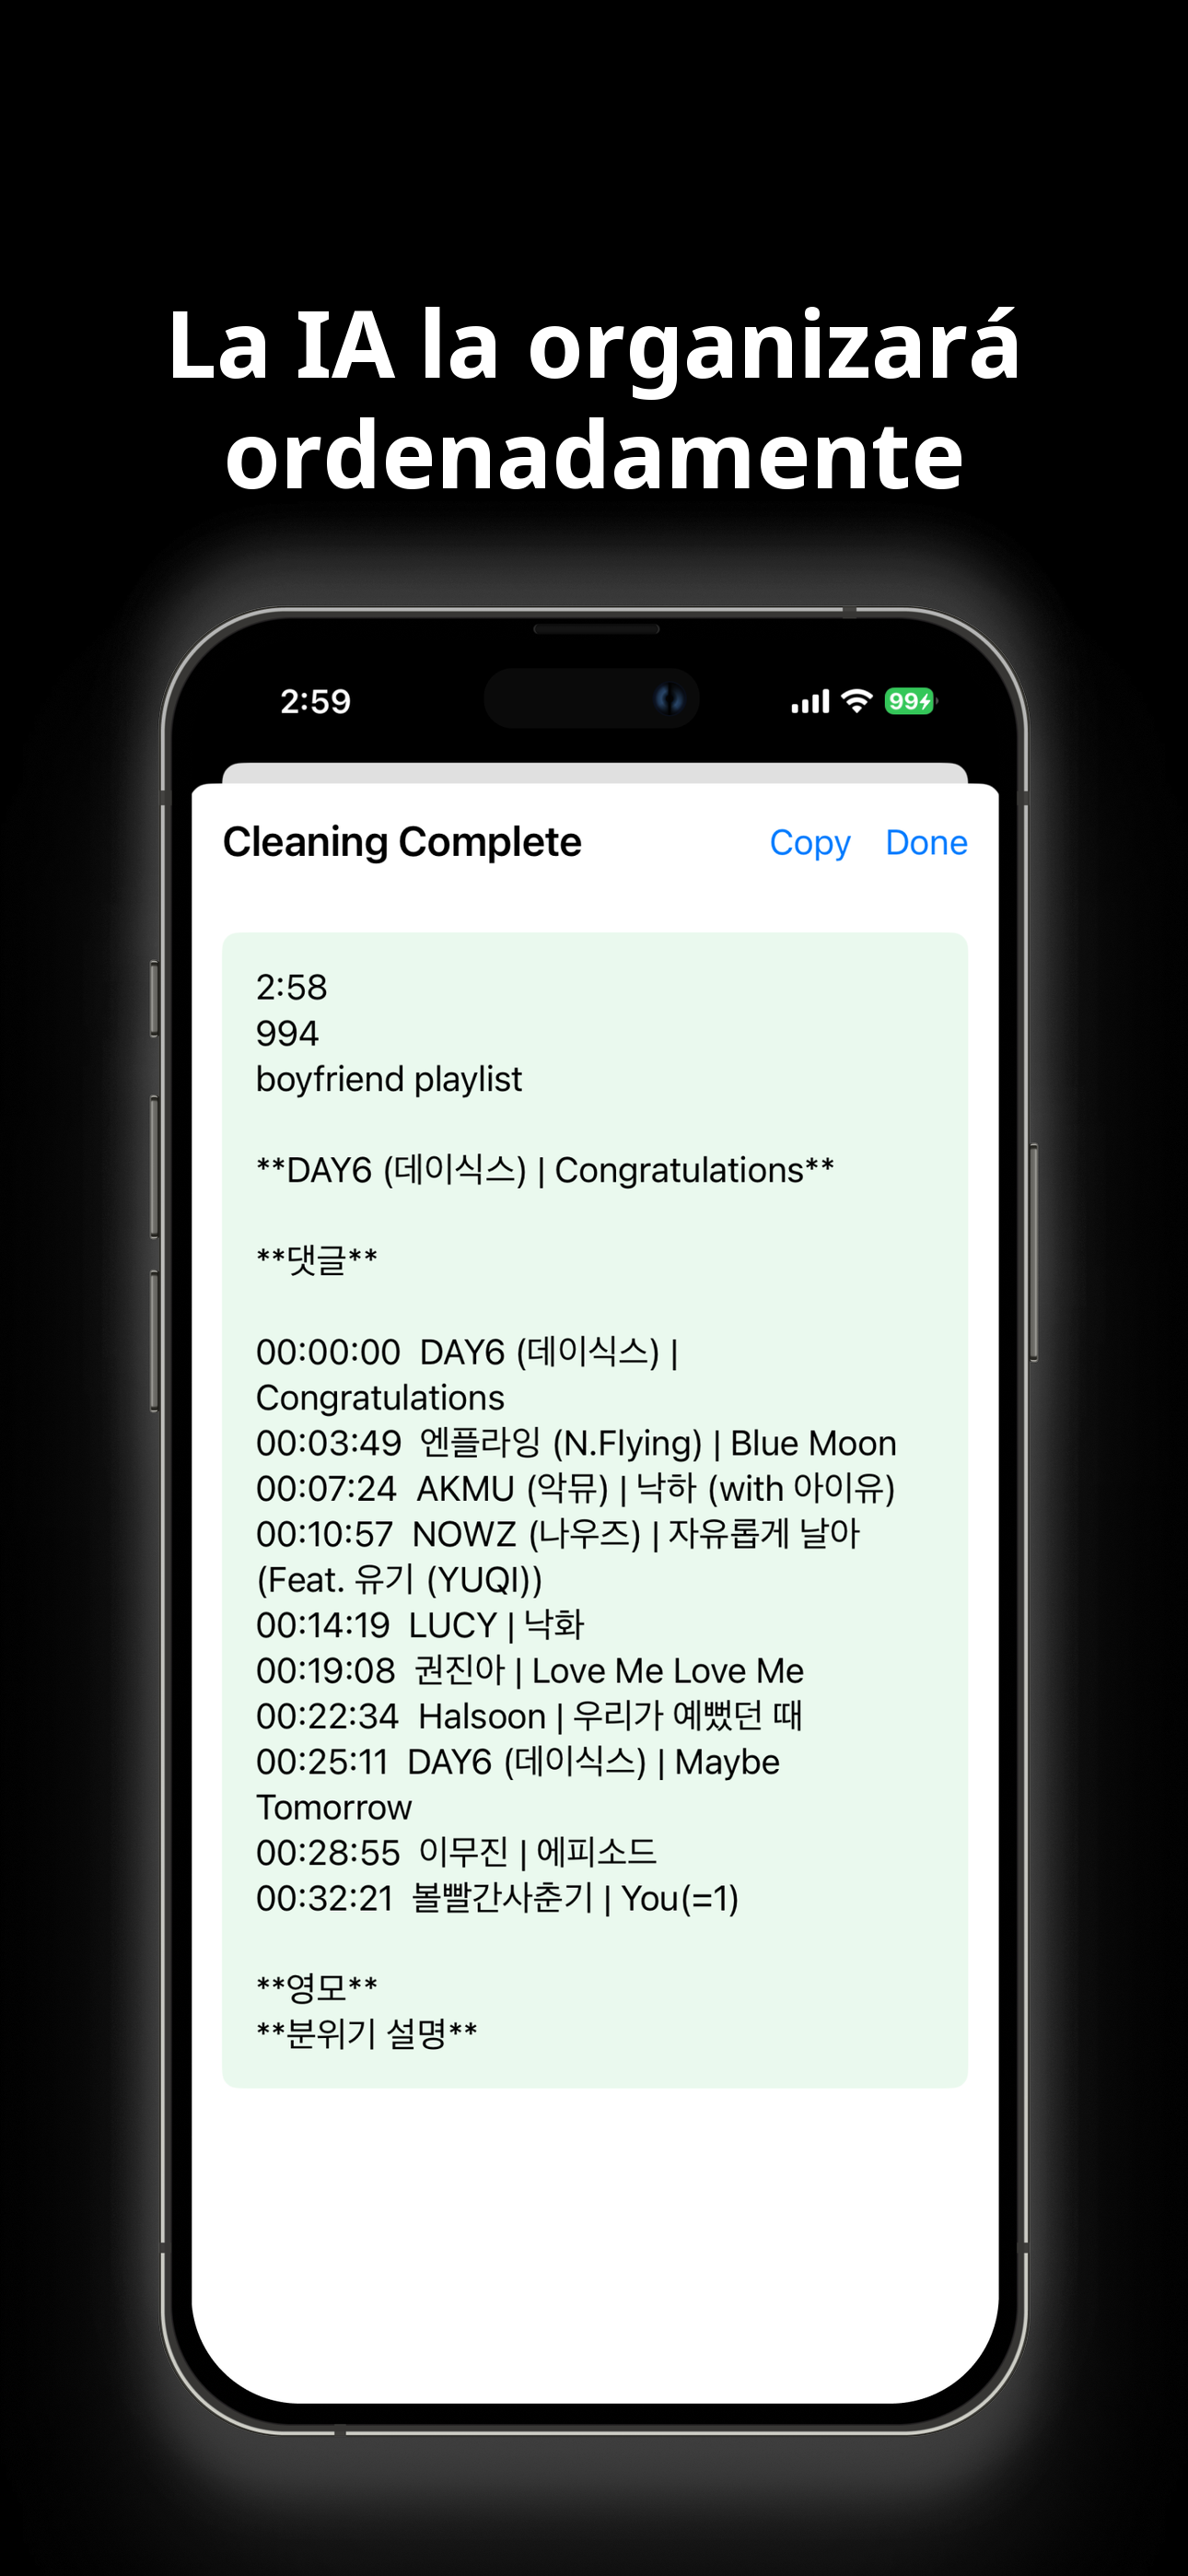 La IA la organizará
ordenadamente
2:59
99
Cleaning Complete
Copy Done
2:58
994
boyfriend playlist
**DAY6 (데이식스) | Congratulations**
**댓글**
00:00:00 DAY6 (데이식스) |
Congratulations
00:03:49 엔플라잉 (N.Flying) | Blue Moon
00:07:24 AKMU (악뮤) | 낙하 (with 아이유)
00:10:57 NOWZ (나우즈) | 자유롭게 날아
(Feat. 유기 (YUQI))
00:14:19 LUCY | 낙화
00:19:08 권진아 | Love Me Love Me
00:22:34 Halsoon | 우리가 예뻤던 때
00:25:11 DAY6 (데이식스) | Maybe
Tomorrow
00:28:55 이무진 | 에피소드
00:32:21 볼빨간사춘기 | You(=1)
**영모**
**분위기 설명**